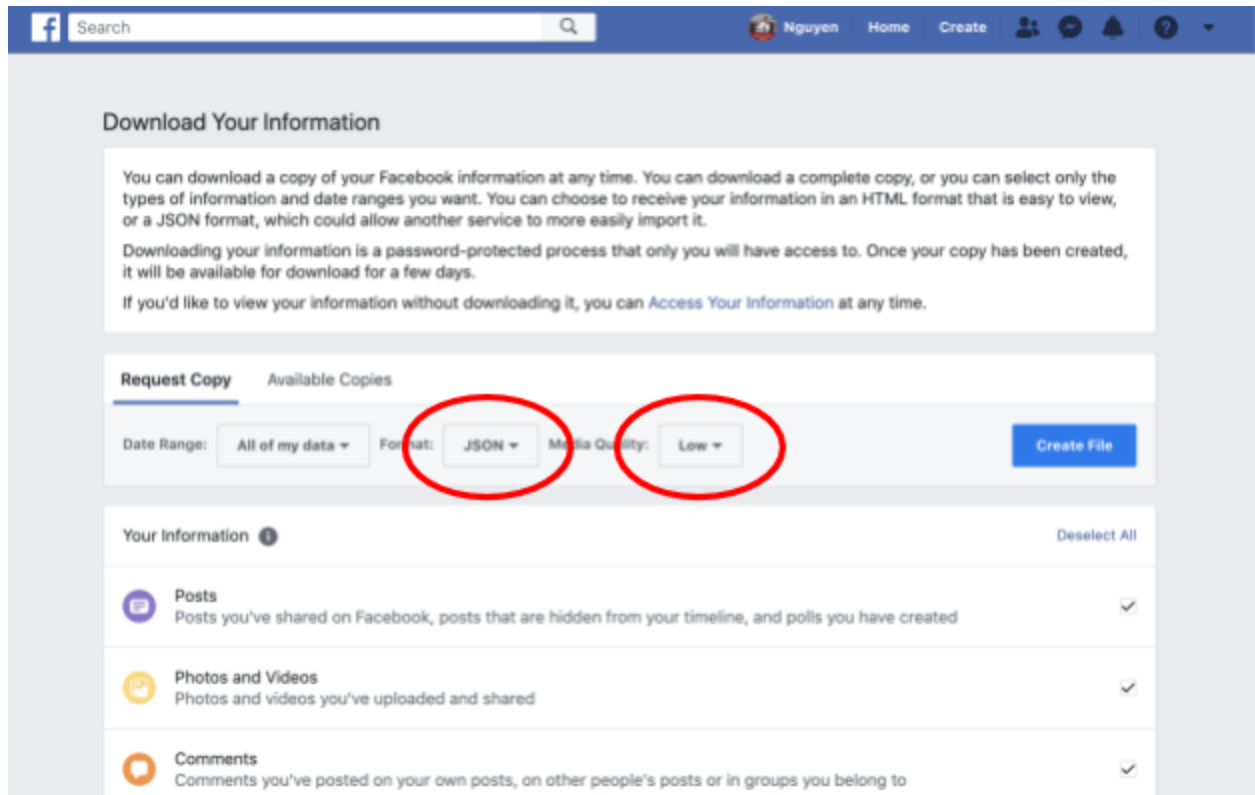 f Search Nguyen Home Create
Download Your Information
You can download a copy of your Facebook information at any time. You can download a complete copy, or you can select only the
types of information and date ranges you want. You can choose to receive your information in an HTML format that is easy to view,
or a JSON format, which could allow another service to more easily import it.
Downloading your information is a password-protected process that only you will have access to. Once your copy has been created,
it will be available for download for a few days.
If you'd like to view your information without downloading it, you can Access Your Information at any time.
Request Copy Available Copies
Date Range: All of my data Format: JSON Media Quality: Low Create File
Your Information Deselect All
Posts
Posts you've shared on Facebook, posts that are hidden from your timeline, and polls you have created
Photos and Videos
Photos and videos you've uploaded and shared
Comments
Comments you've posted on your own posts, on other people's posts or in groups you belong to